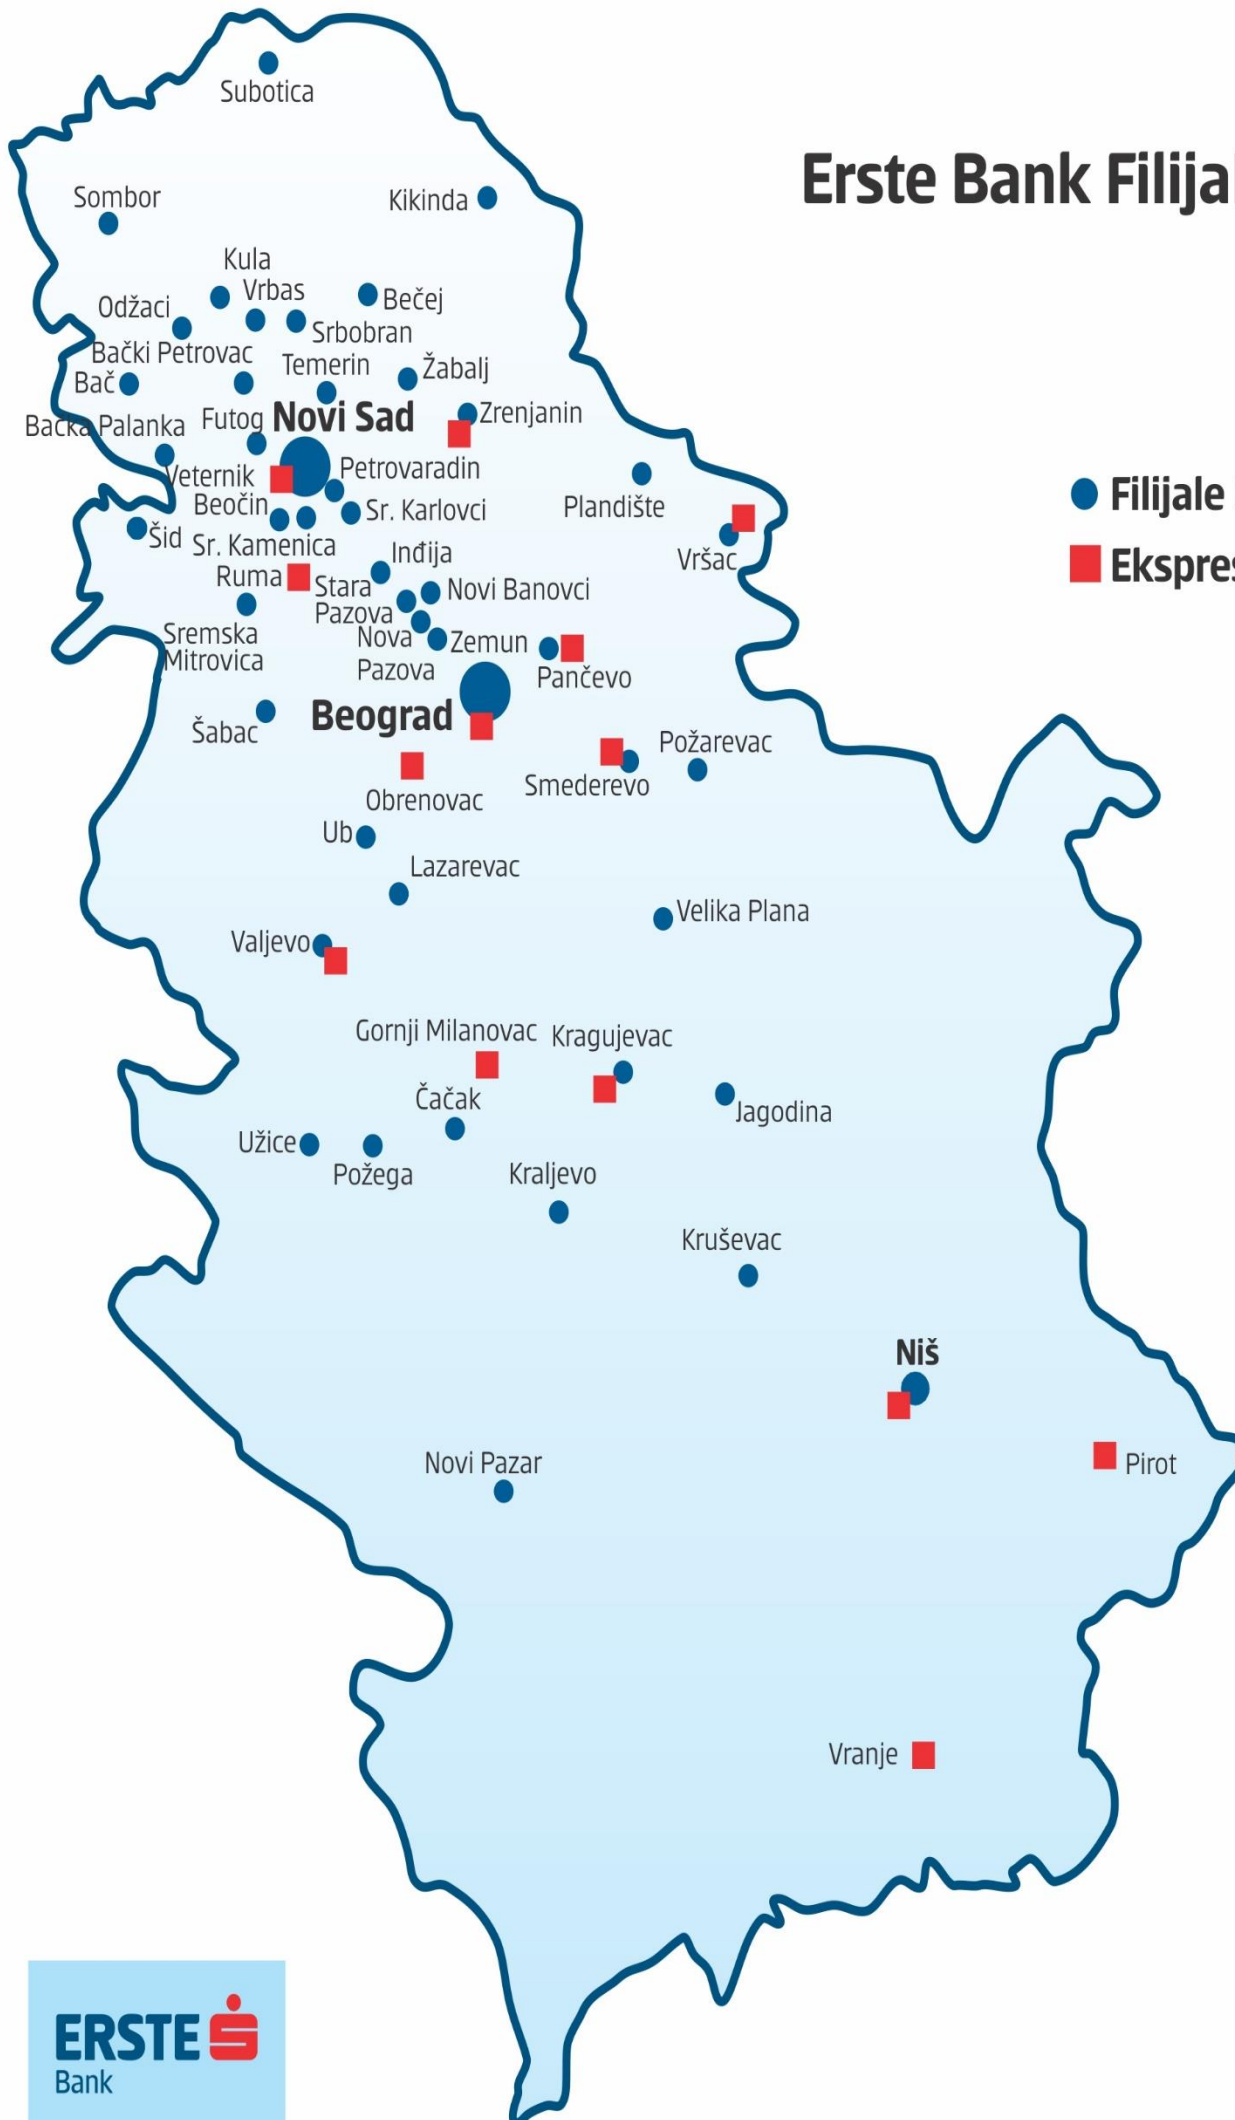 Subotica
Erste Bank Filijal
Sombor
Kikinda
Kula
Vrbas
Bečej
Odžaci
Srbobran
Bački Petrovac
Temerin
Žabalj
Bač
Futog
Novi Sad
Zrenjanin
Bačka Palanka
Veternik
Petrovaradin
Plandište
Filijale
Beočin
Sr. Karlovci
Šid
Sr. Kamenica
Vršac
Ekspres
Inđija
Ruma
Stara
Pazova
Novi Banovci
Sremska
Mitrovica
Nova
Pazova
Zemun
Pančevo
Beograd
Šabac
Požarevac
Smederevo
Obrenovac
Ub
Lazarevac
Velika Plana
Valjevo
Gornji Milanovac
Kragujevac
Čačak
Jagodina
Užice
Požega
Kraljevo
Kruševac
Niš
Novi Pazar
Pirot
Vranje
ERSTE
Bank